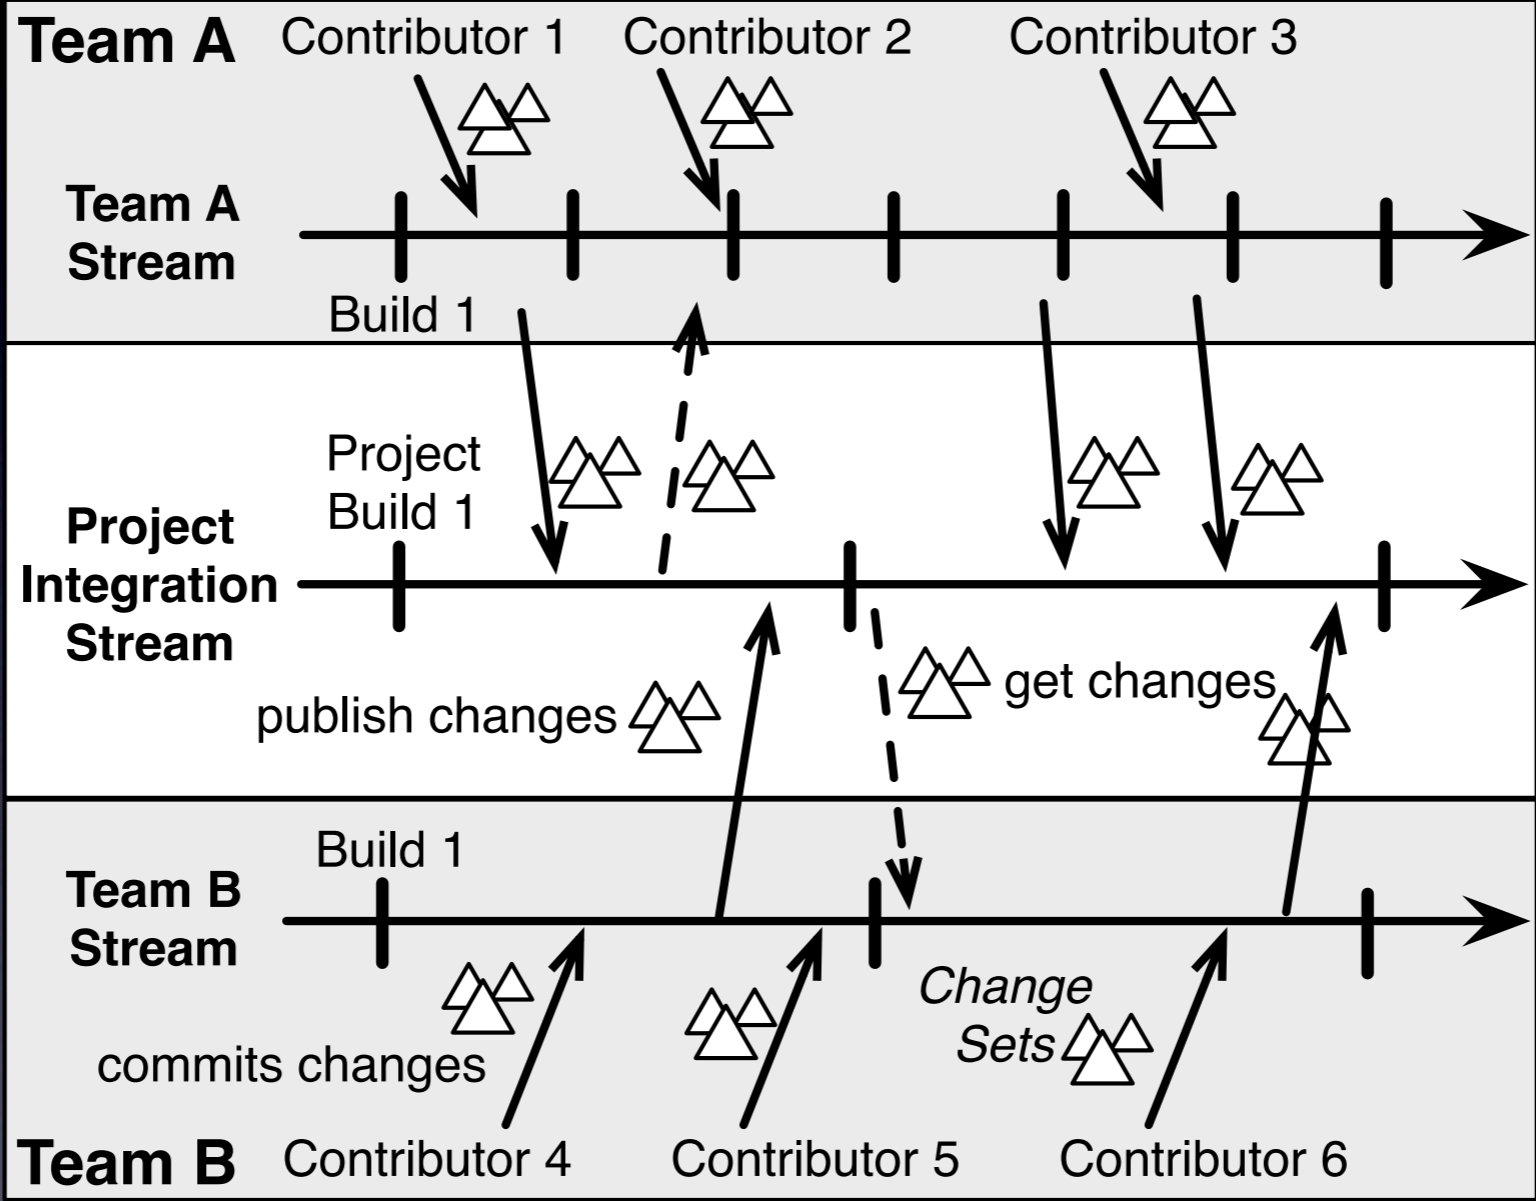 Team A
Contributor 1
Contributor 2
Contributor 3
Team A
Stream
Build 1
Project
Build 1
Project
Integration
Stream
get changes
publish changes
Build 1
Team B
Stream
Change
Sets
commits changes
Team B
Contributor 4
Contributor 5
Contributor 6